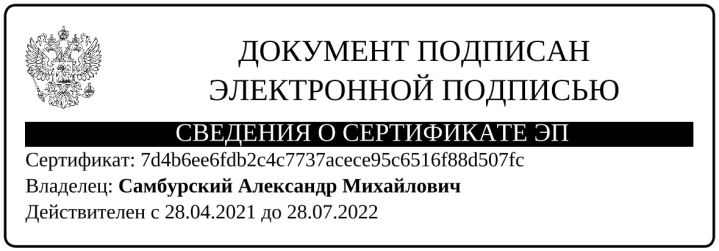 ДОКУМЕНТ ПОДПИСАН
ЭЛЕКТРОННОЙ ПОДПИСЬЮ
СВЕДЕНИЯ О СЕРТИФИКАТЕ ЭП
Сертификат: 7d4b6ee6fdb2c4c7737acece95c6516f88d507fc
Владелец: Самбурский Александр Михайлович
Действителен с 28.04.2021 до 28.07.2022